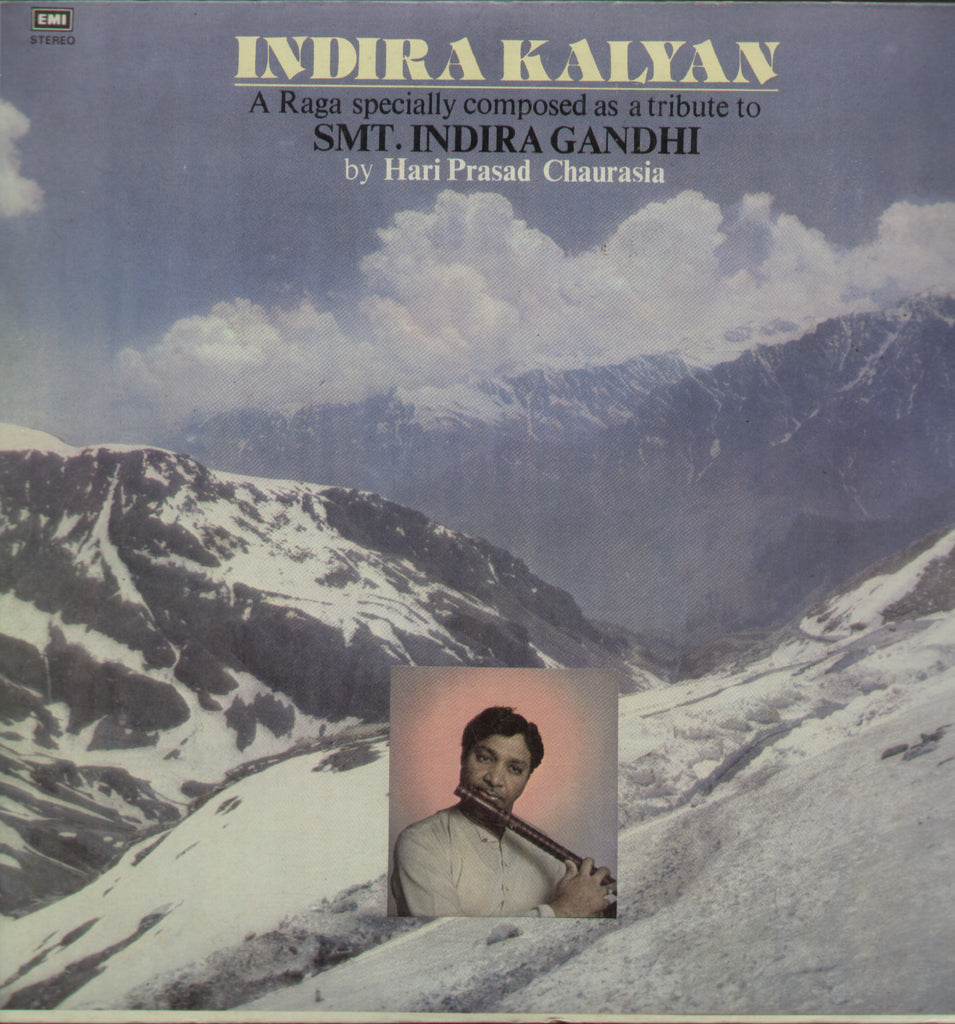 EMI
STEREO
INDIRA KALYAN
A Raga specially composed as a tribute to
SMT. INDIRA GANDHI
by Hari Prasad Chaurasia